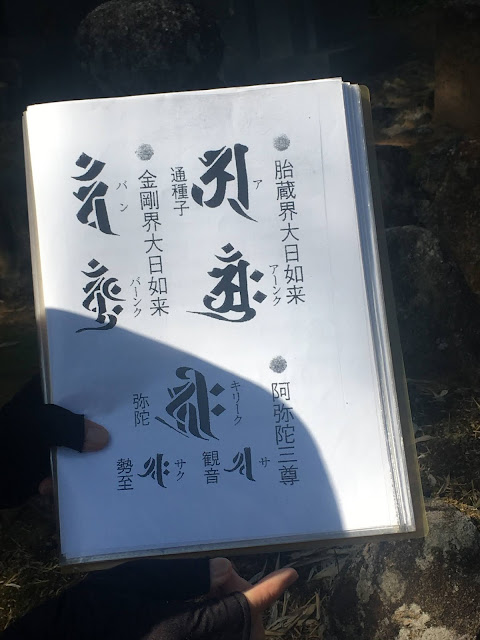 ●胎蔵界大日如来
ア
𑖀
通種子
アーンク
𑖁𑖽𑖾
●金剛界大日如来
バン
𑖪𑖽
バーンク
𑖪𑖯𑖽𑖾
●阿弥陀三尊
キリーク
𑖮𑖿𑖨𑖱𑖾
弥陀
サ
𑖭
観音
サク
𑖭𑖾
勢至